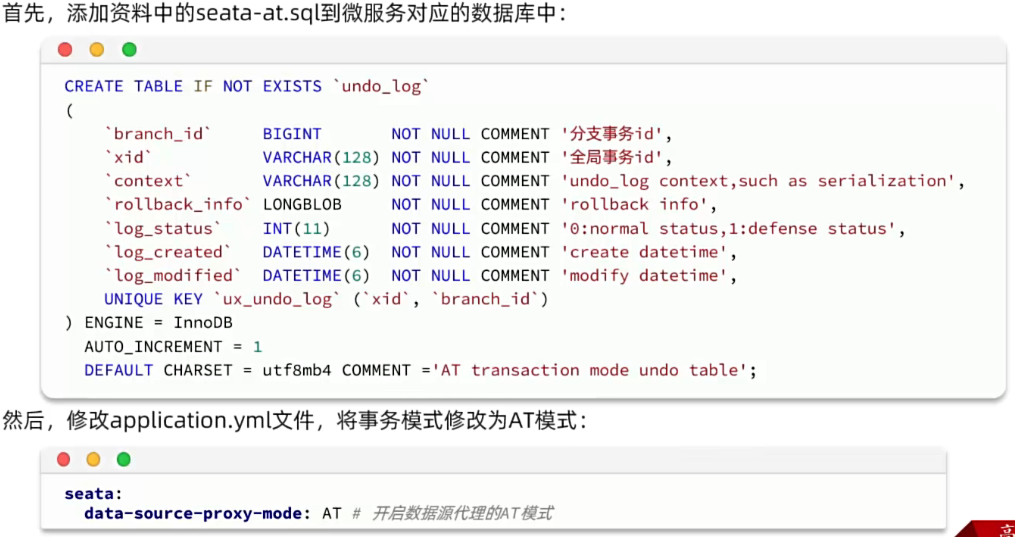 首先，添加资料中的seata-at.sql到微服务对应的数据库中：
CREATE TABLE IF NOT EXISTS `undo_log`
(
    `branch_id`     BIGINT       NOT NULL COMMENT '分支事务id',
    `xid`           VARCHAR(128) NOT NULL COMMENT '全局事务id',
    `context`       VARCHAR(128) NOT NULL COMMENT 'undo_log context,such as serialization',
    `rollback_info` LONGBLOB     NOT NULL COMMENT 'rollback info',
    `log_status`    INT(11)      NOT NULL COMMENT '0:normal status,1:defense status',
    `log_created`   DATETIME(6)  NOT NULL COMMENT 'create datetime',
    `log_modified`  DATETIME(6)  NOT NULL COMMENT 'modify datetime',
    UNIQUE KEY `ux_undo_log` (`xid`, `branch_id`)
) ENGINE = InnoDB
  AUTO_INCREMENT = 1
  DEFAULT CHARSET = utf8mb4 COMMENT ='AT transaction mode undo table';
然后，修改application.yml文件，将事务模式修改为AT模式：
seata:
  data-source-proxy-mode: AT # 开启数据源代理的AT模式